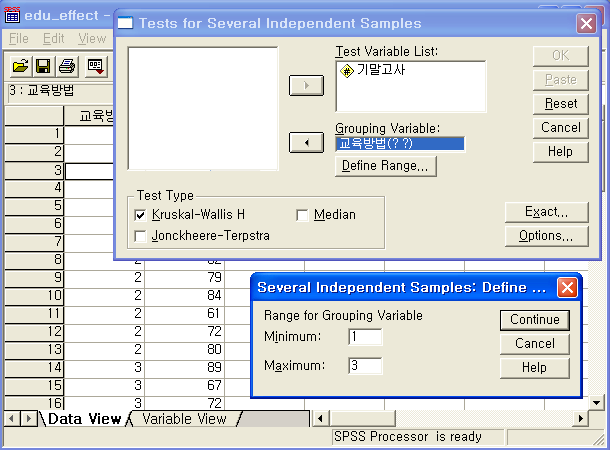 edu_effect -
Tests for Several Independent Samples
File Edit View
3 : 교육방법
Test Variable List:
기말고사
Grouping Variable:
교육방법(? ?)
Define Range...
OK
Paste
Reset
Cancel
Help
Test Type
Kruskal-Wallis H
Median
Jonckheere-Terpstra
Exact...
Options...
1
2
3
4
5
6
7
8
9 2 79
10 2 84
11 2 61
12 2 72
13 2 80
14 3 89
15 3 67
16 3 72
Several Independent Samples: Define ...
Range for Grouping Variable
Minimum: 1
Maximum: 3
Continue
Cancel
Help
Data View
Variable View
SPSS Processor is ready